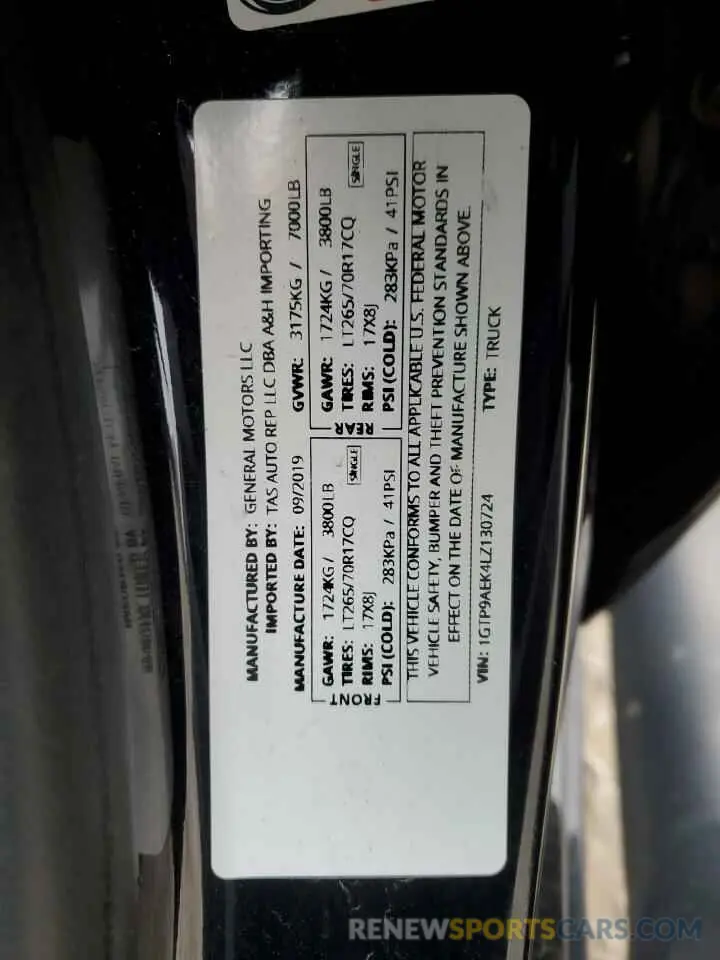 MANUFACTURED BY: GENERAL MOTORS LLC
IMPORTED BY: TAS AUTO REP LLC DBA A&H IMPORTING
MANUFACTURE DATE: 09/2019 GVWR: 3175KG / 7000LB
FRONT
GAWR: 1724KG / 3800LB
TIRES: LT265/70R17CQ SINGLE
RIMS: 17X8J
PSI (COLD): 283KPa / 41PSI
REAR
GAWR: 1724KG / 3800LB
TIRES: LT265/70R17CQ SINGLE
RIMS: 17X8J
PSI (COLD): 283KPa / 41PSI
THIS VEHICLE CONFORMS TO ALL APPLICABLE U.S. FEDERAL MOTOR
VEHICLE SAFETY, BUMPER AND THEFT PREVENTION STANDARDS IN
EFFECT ON THE DATE OF MANUFACTURE SHOWN ABOVE.
VIN: 1GTP9AEK4LZ130724 TYPE: TRUCK
RENEWSPORTSCARS.COM